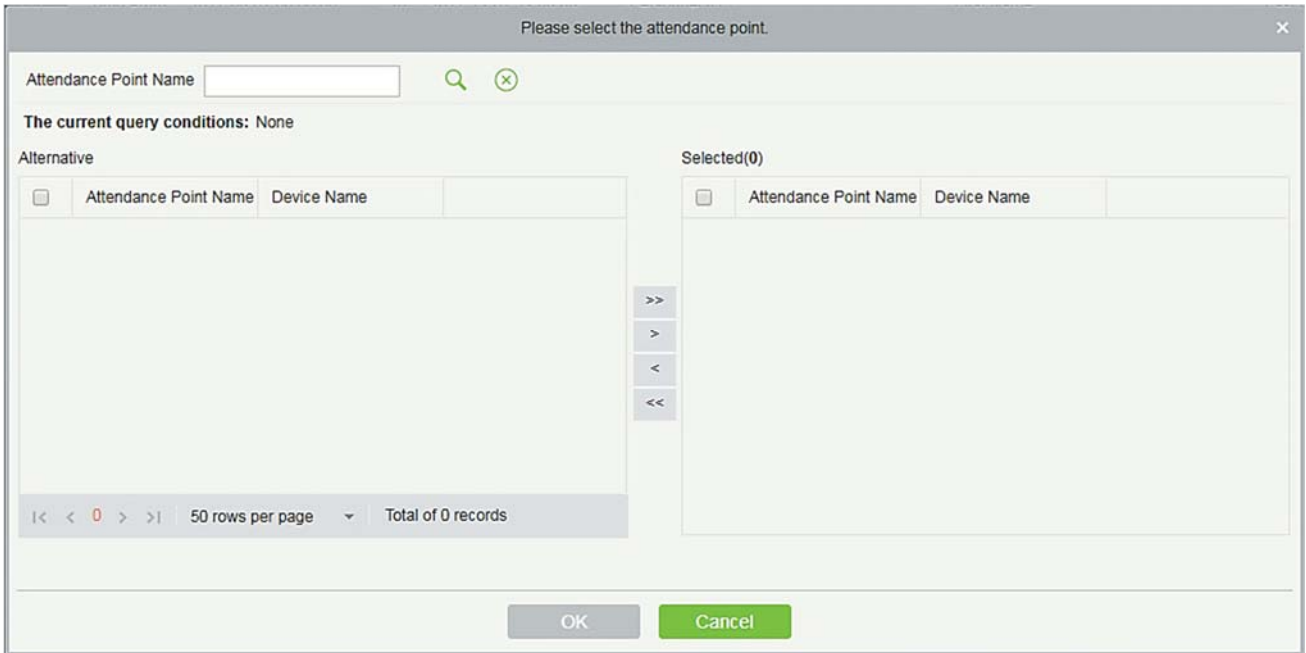 Please select the attendance point.
Attendance Point Name
The current query conditions: None
Alternative
Selected(0)
Attendance Point Name Device Name
Attendance Point Name Device Name
>>
>
<
<<
|< < 0 > >| 50 rows per page Total of 0 records
OK Cancel